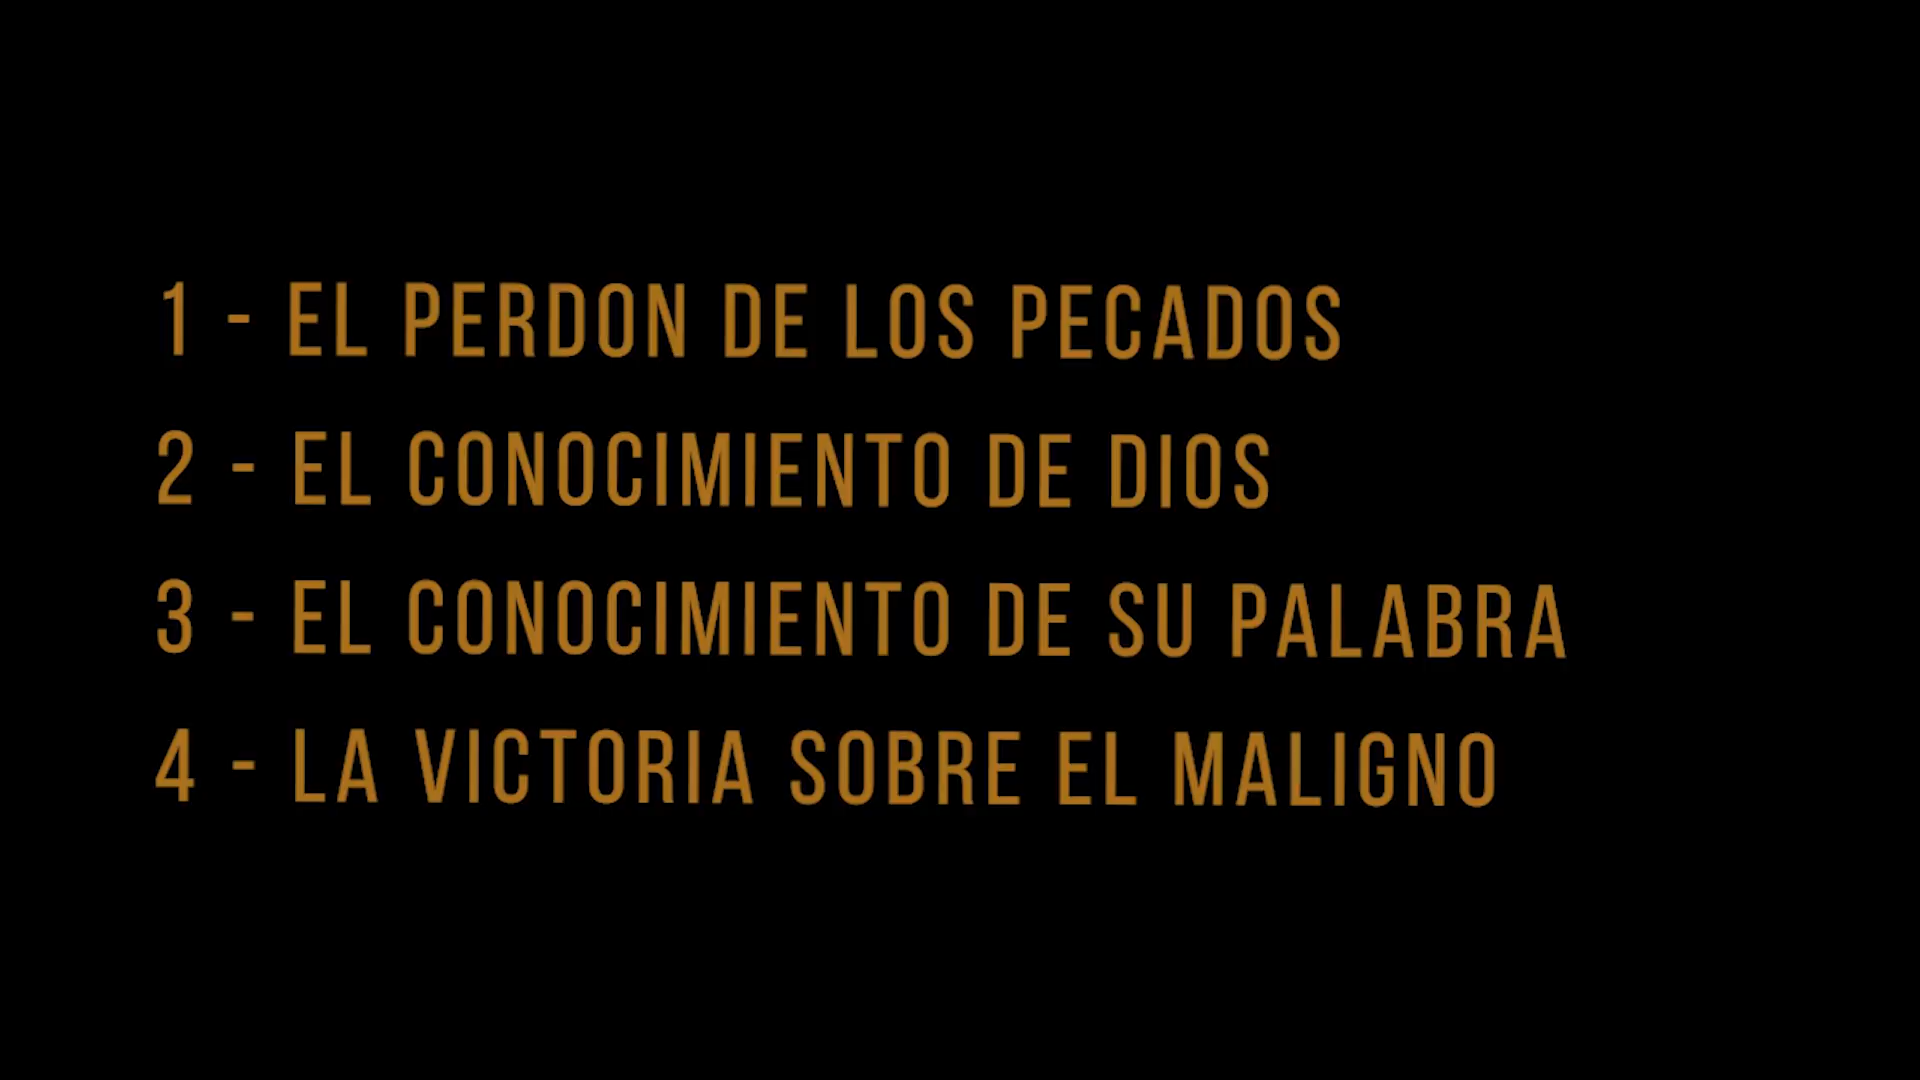 1 - EL PERDON DE LOS PECADOS
2 - EL CONOCIMIENTO DE DIOS
3 - EL CONOCIMIENTO DE SU PALABRA
4 - LA VICTORIA SOBRE EL MALIGNO